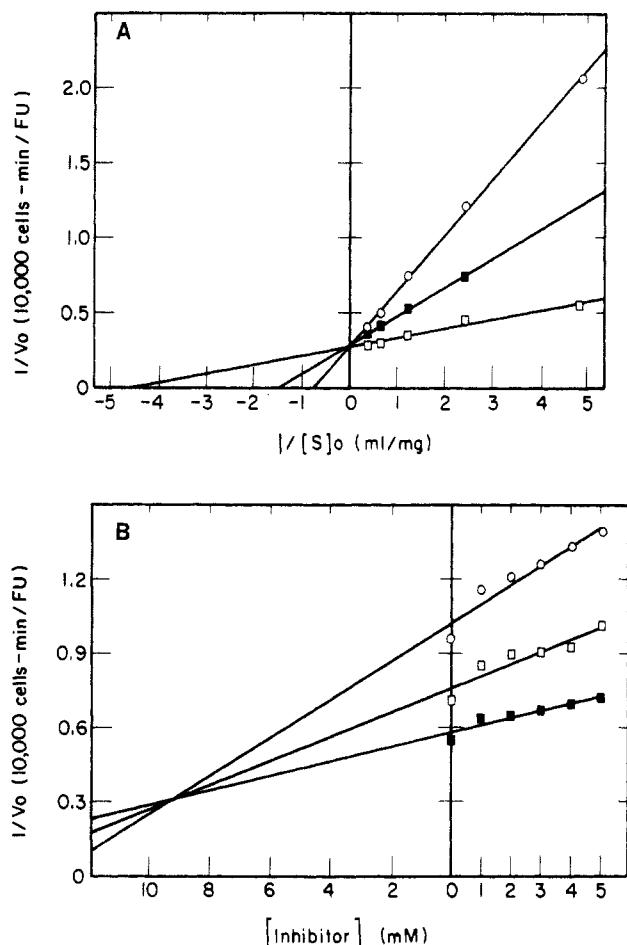 A
1/Vo (10,000 cells-min/FU)
2.0
1.5
1.0
0.5
0
-5 -4 -3 -2 -1 0 1 2 3 4 5
1/[S]o (ml/mg)
B
1/Vo (10,000 cells-min/FU)
1.2
0.9
0.6
0.3
0
10 8 6 4 2 0 1 2 3 4 5
[Inhibitor] (mM)